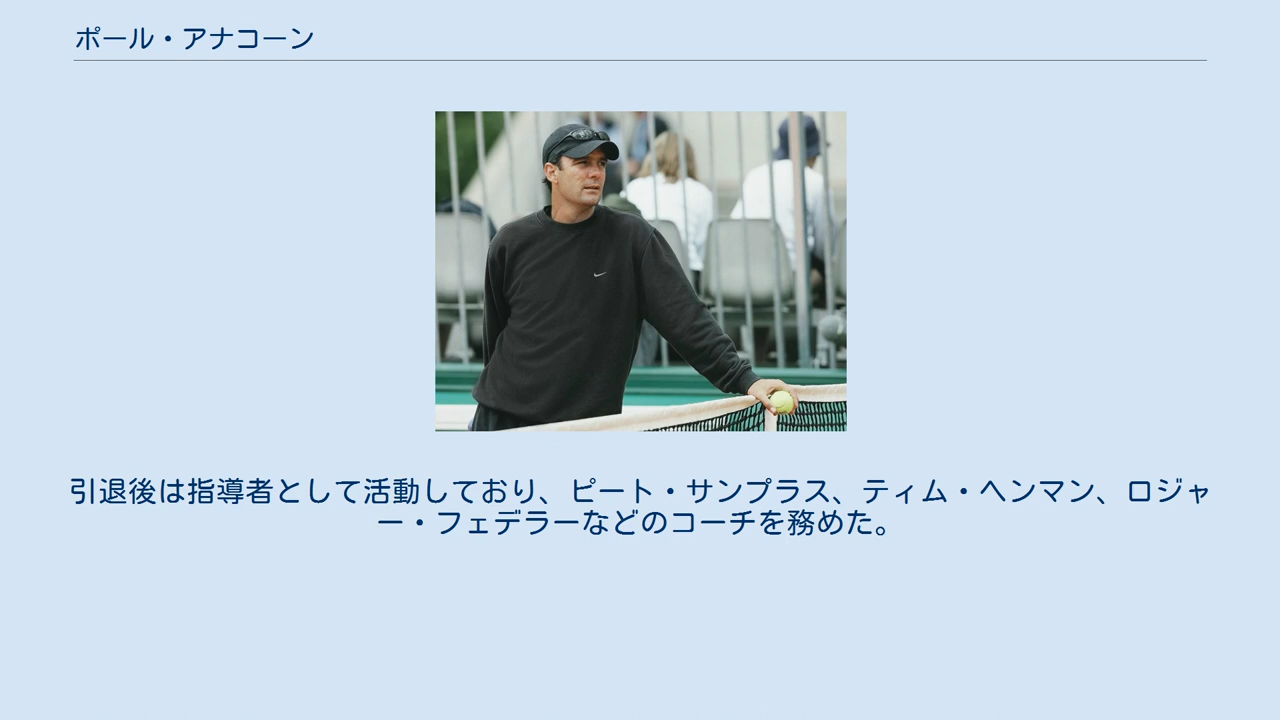 ポール・アナコーン
引退後は指導者として活動しており、ピート・サンプラス、ティム・ヘンマン、ロジャ
ー・フェデラーなどのコーチを務めた。